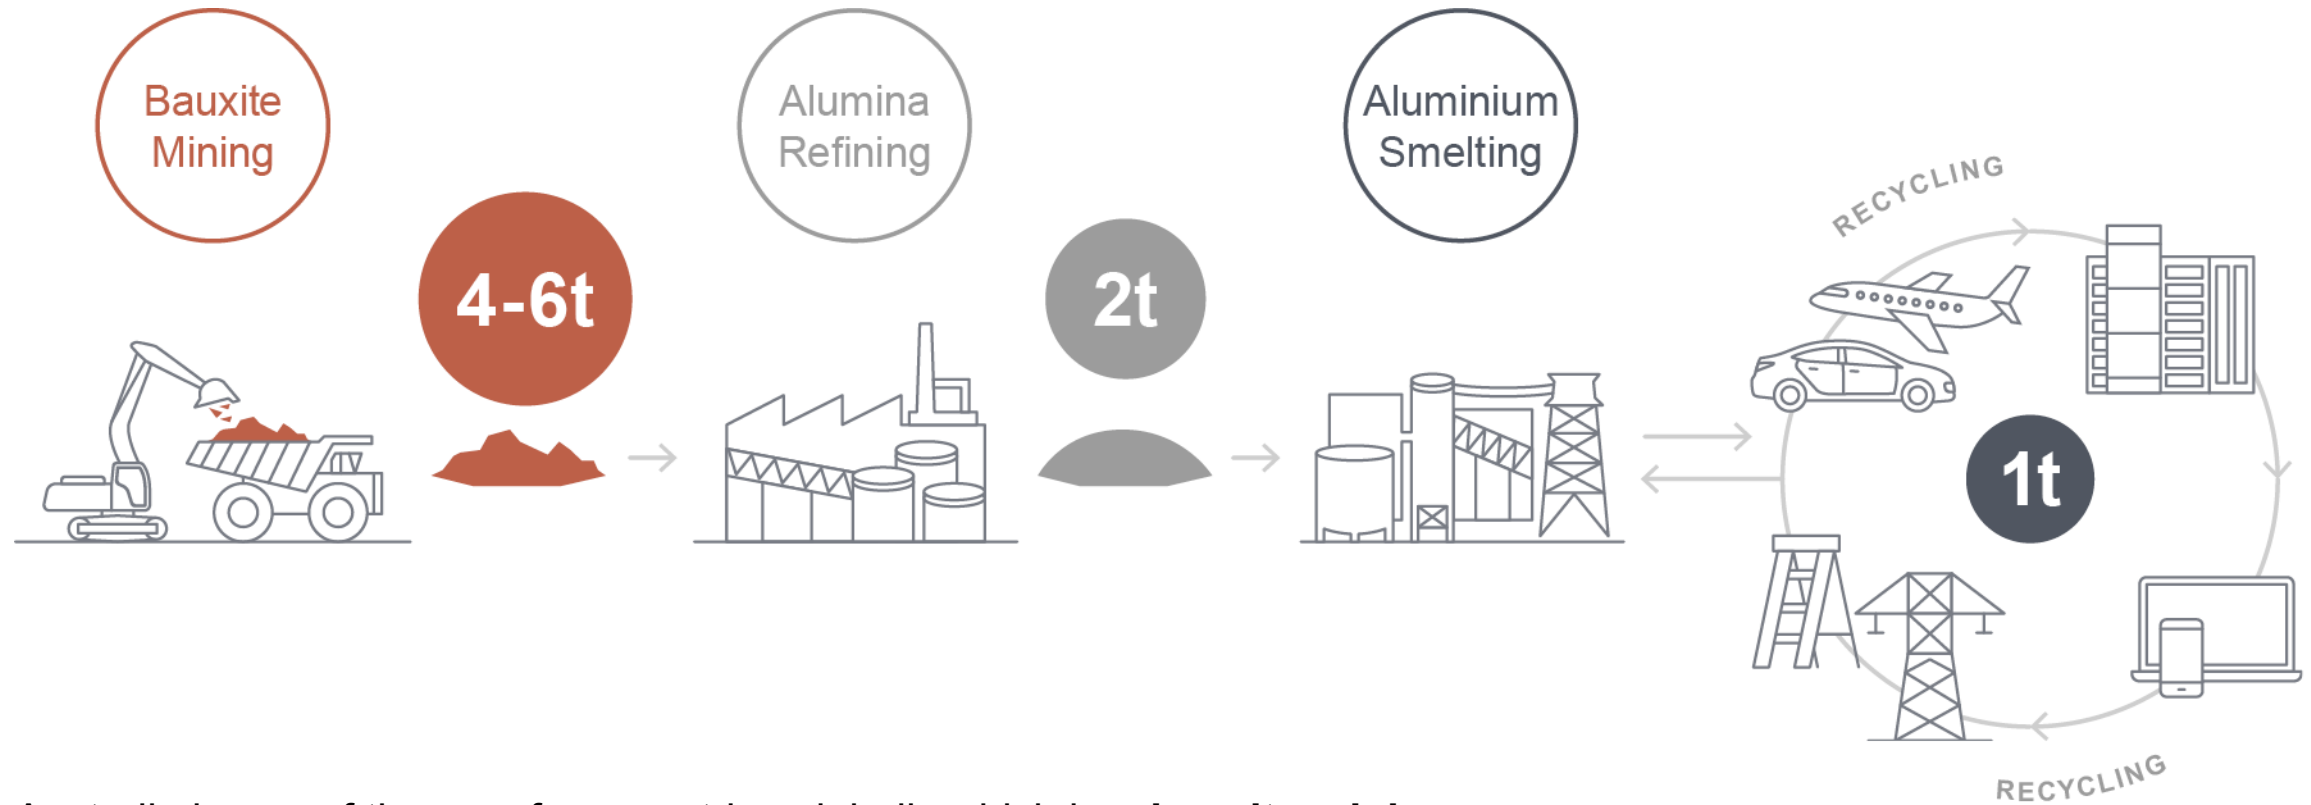 Bauxite
Mining
4-6t
Alumina
Refining
2t
Aluminium
Smelting
RECYCLING
1t
RECYCLING